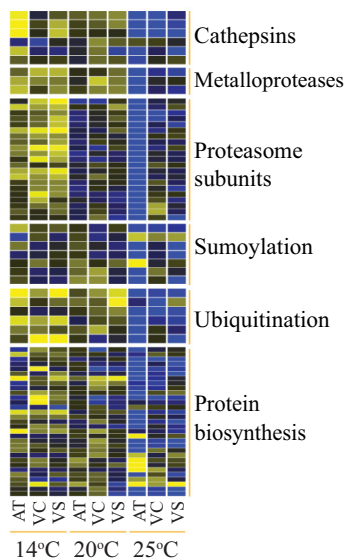 Cathepsins
Metalloproteases
Proteasome
subunits
Sumoylation
Ubiquitination
Protein
biosynthesis
AT VC VS AT VC VS AT VC VS
14°C 20°C 25°C